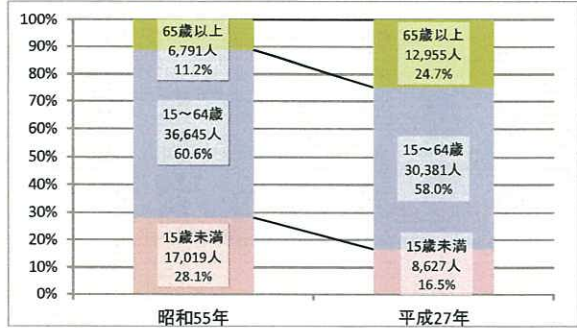 100%
90%
80%
70%
60%
50%
40%
30%
20%
10%
0%
65歳以上
6,791人
11.2%
15～64歳
36,645人
60.6%
15歳未満
17,019人
28.1%
65歳以上
12,955人
24.7%
15～64歳
30,381人
58.0%
15歳未満
8,627人
16.5%
昭和55年
平成27年